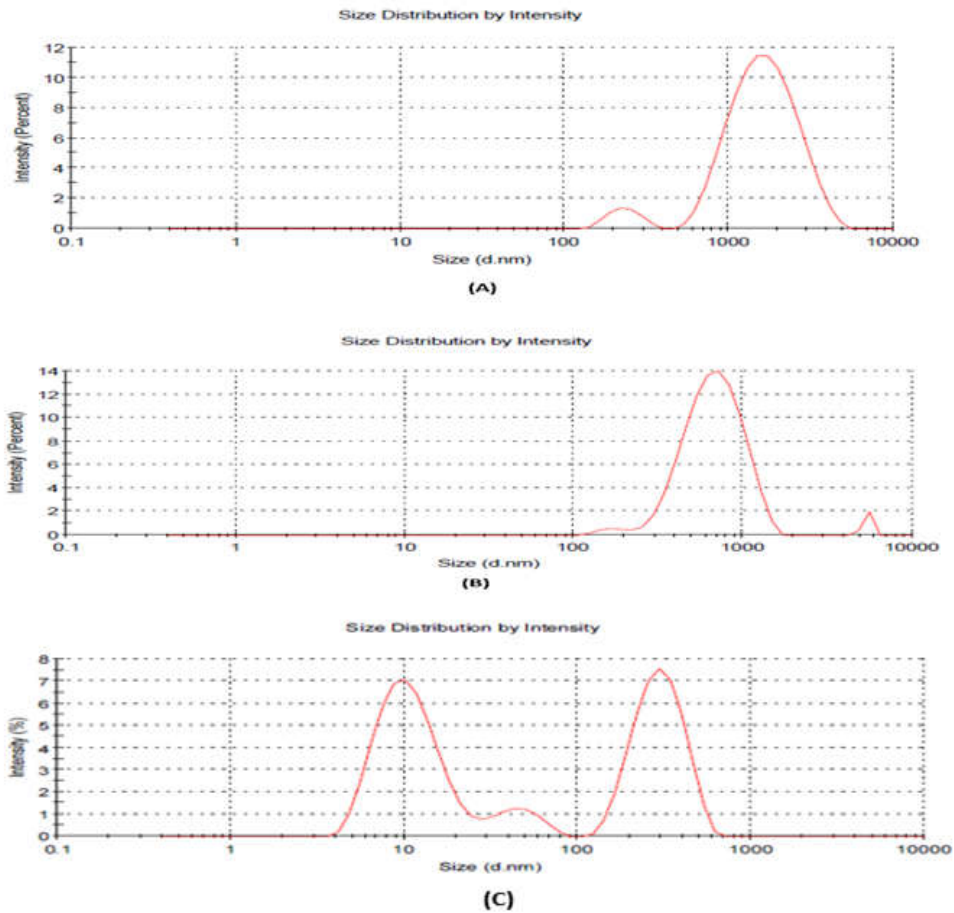 Size Distribution by Intensity
Intensity (Percent)
12
10
8
6
4
2
0
0.1 1 10 100 1000 10000
Size (d.nm)
(A)
Size Distribution by Intensity
Intensity (Percent)
14
12
10
8
6
4
2
0
0.1 1 10 100 1000 10000
Size (d.nm)
(B)
Size Distribution by Intensity
Intensity (%)
8
7
6
5
4
3
2
1
0
0.1 1 10 100 1000 10000
Size (d.nm)
(C)